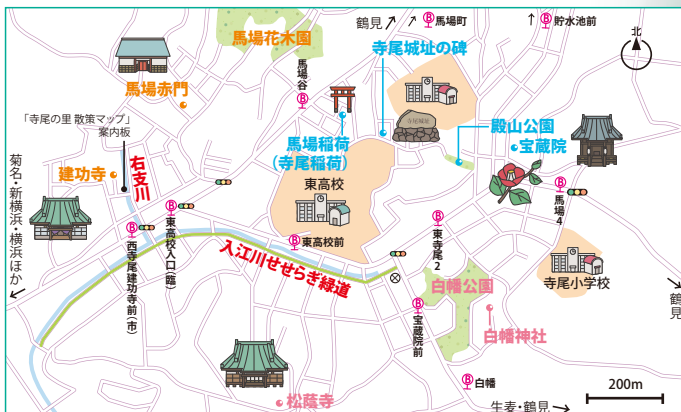 鶴見
馬場町
貯水池前
北
馬場花木園
寺尾城址の碑
馬場谷
馬場赤門
寺尾城址
「寺尾の里 散策マップ」
案内板
馬場稲荷
(寺尾稲荷)
殿山公園
宝蔵院
右支川
建功寺
東高校
菊名・新横浜・横浜ほか
東高校入口(臨)
西寺尾建功寺前(市)
東高校前
入江川せせらぎ緑道
東寺尾2
馬場4
寺尾小学校
白幡公園
鶴見
宝蔵院前
白幡神社
白幡
200m
松蔭寺
生麦・鶴見